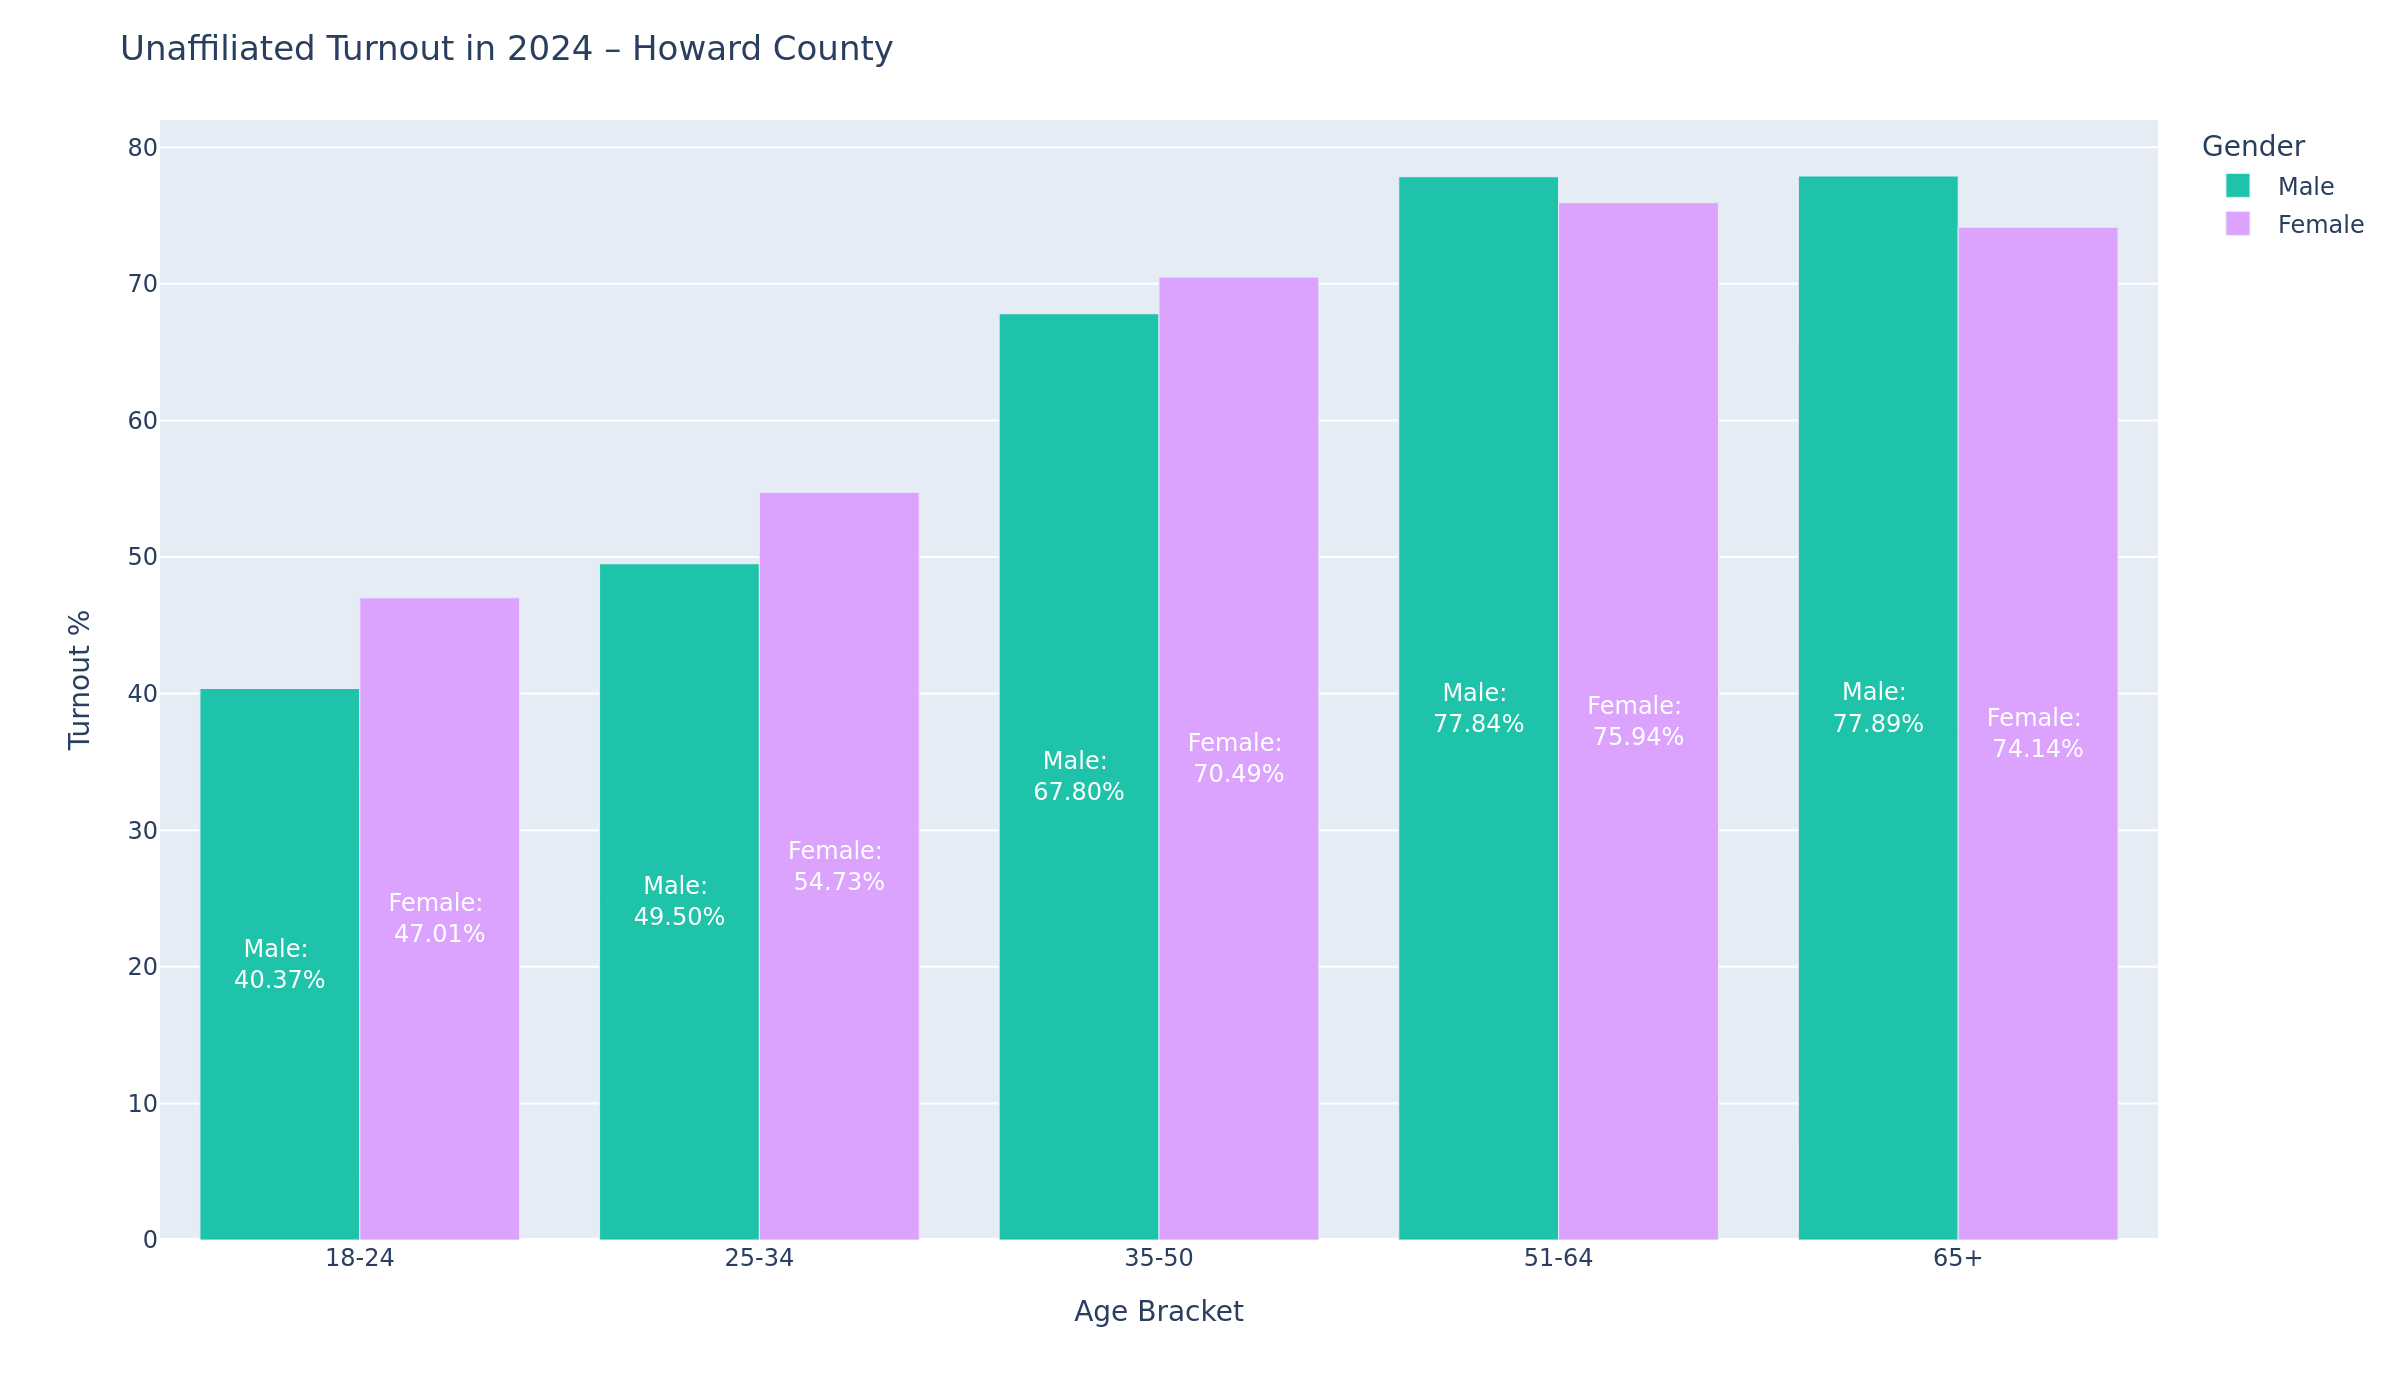 Unaffiliated Turnout in 2024 – Howard County
Gender
Male
Female
Turnout %
80
70
60
50
40
30
20
10
0
Male:
40.37%
Female:
47.01%
Male:
49.50%
Female:
54.73%
Male:
67.80%
Female:
70.49%
Male:
77.84%
Female:
75.94%
Male:
77.89%
Female:
74.14%
18-24
25-34
35-50
51-64
65+
Age Bracket